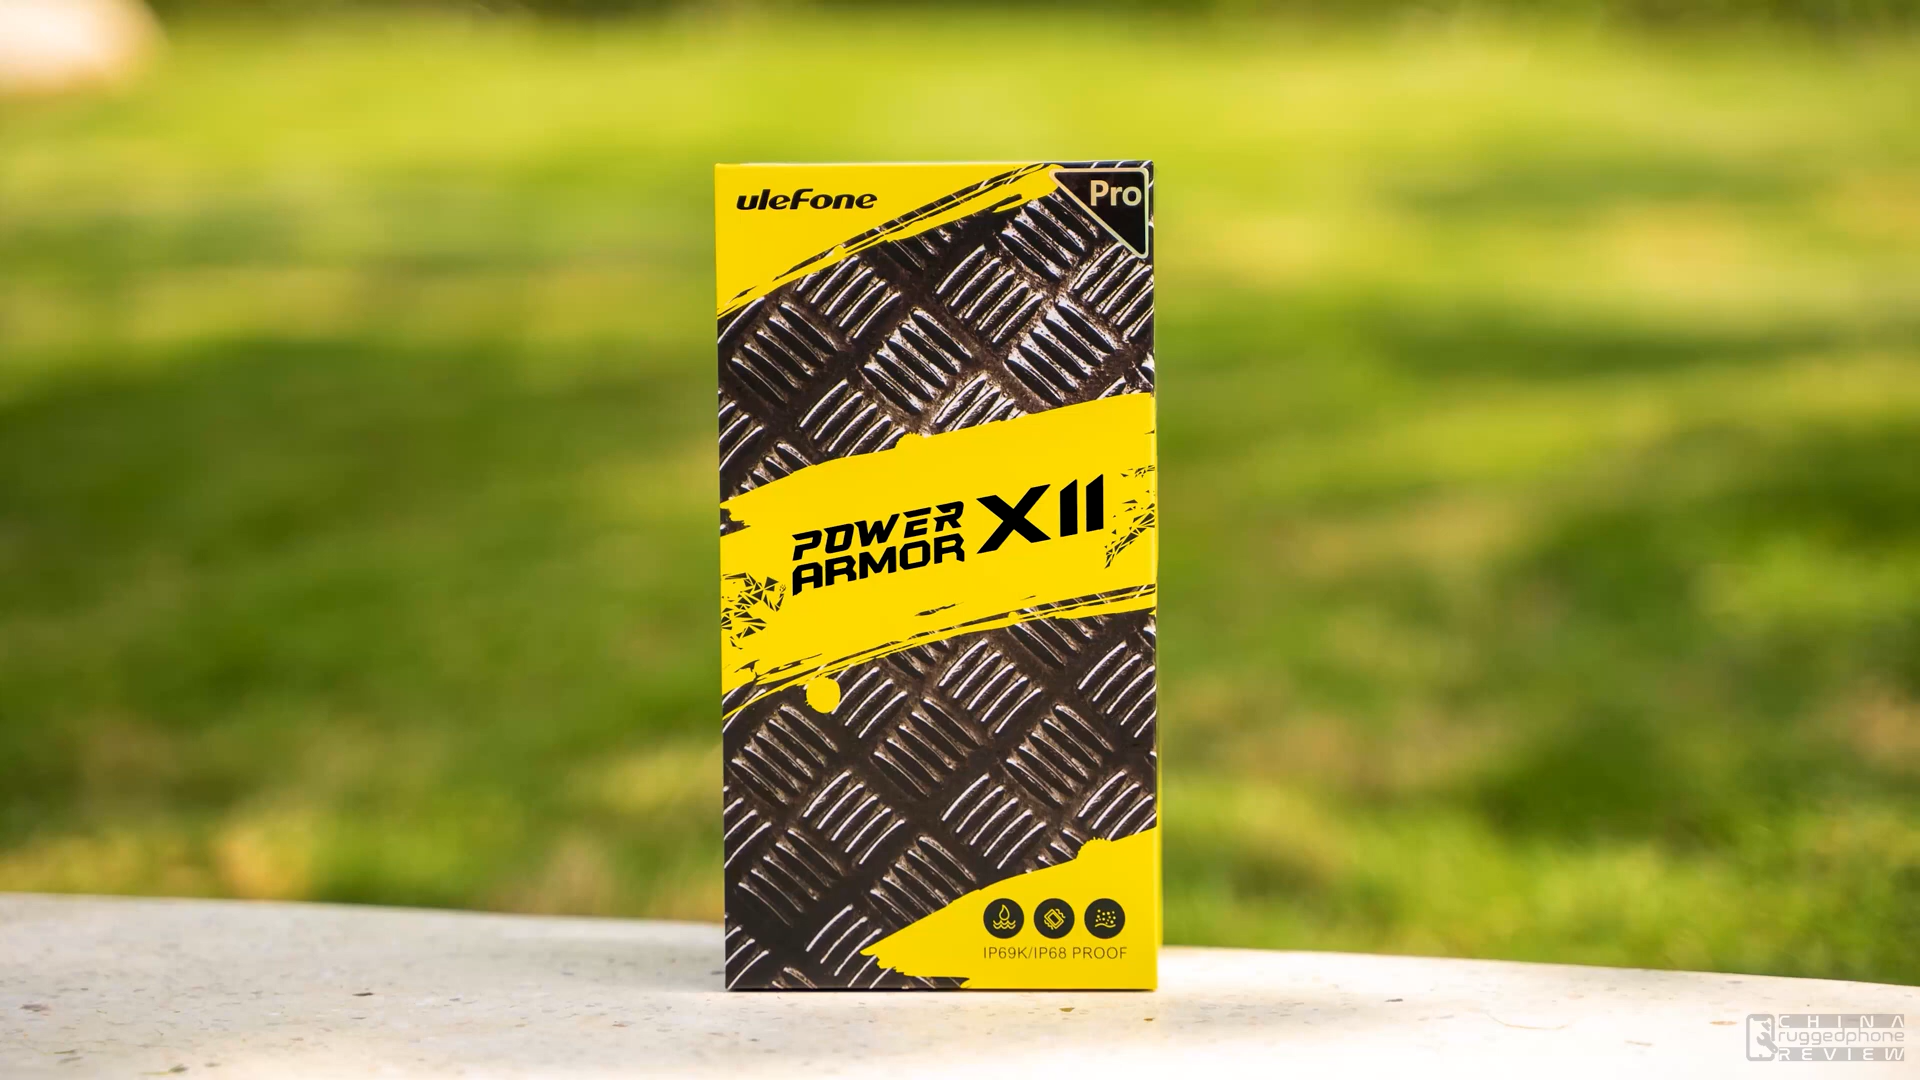 uleFone
Pro
POWER
ARMOR
X11
IP69K/IP68 PROOF
CHINA
ruggedphone
REVIEW